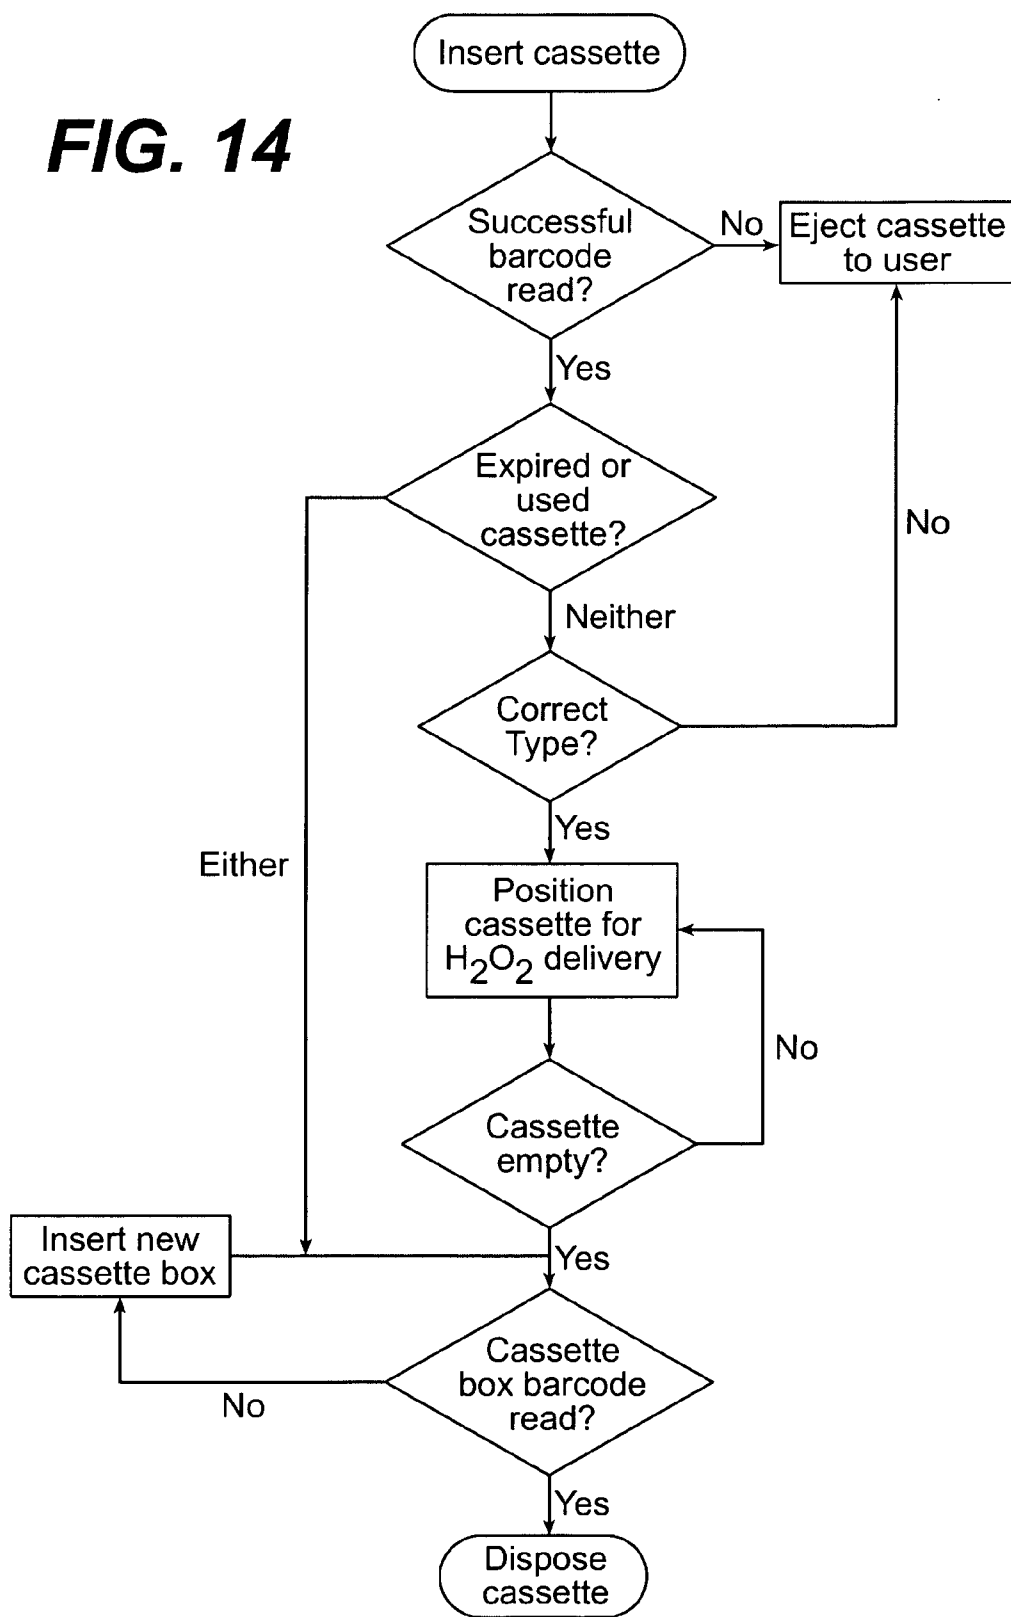 Insert cassette
FIG. 14
Successful
barcode
read?
No
Eject cassette
to user
Yes
Expired or
used
cassette?
No
Neither
Correct
Type?
Yes
Either
Position
cassette for
H₂O₂ delivery
No
Cassette
empty?
Insert new
cassette box
Yes
Cassette
box barcode
read?
No
Yes
Dispose
cassette